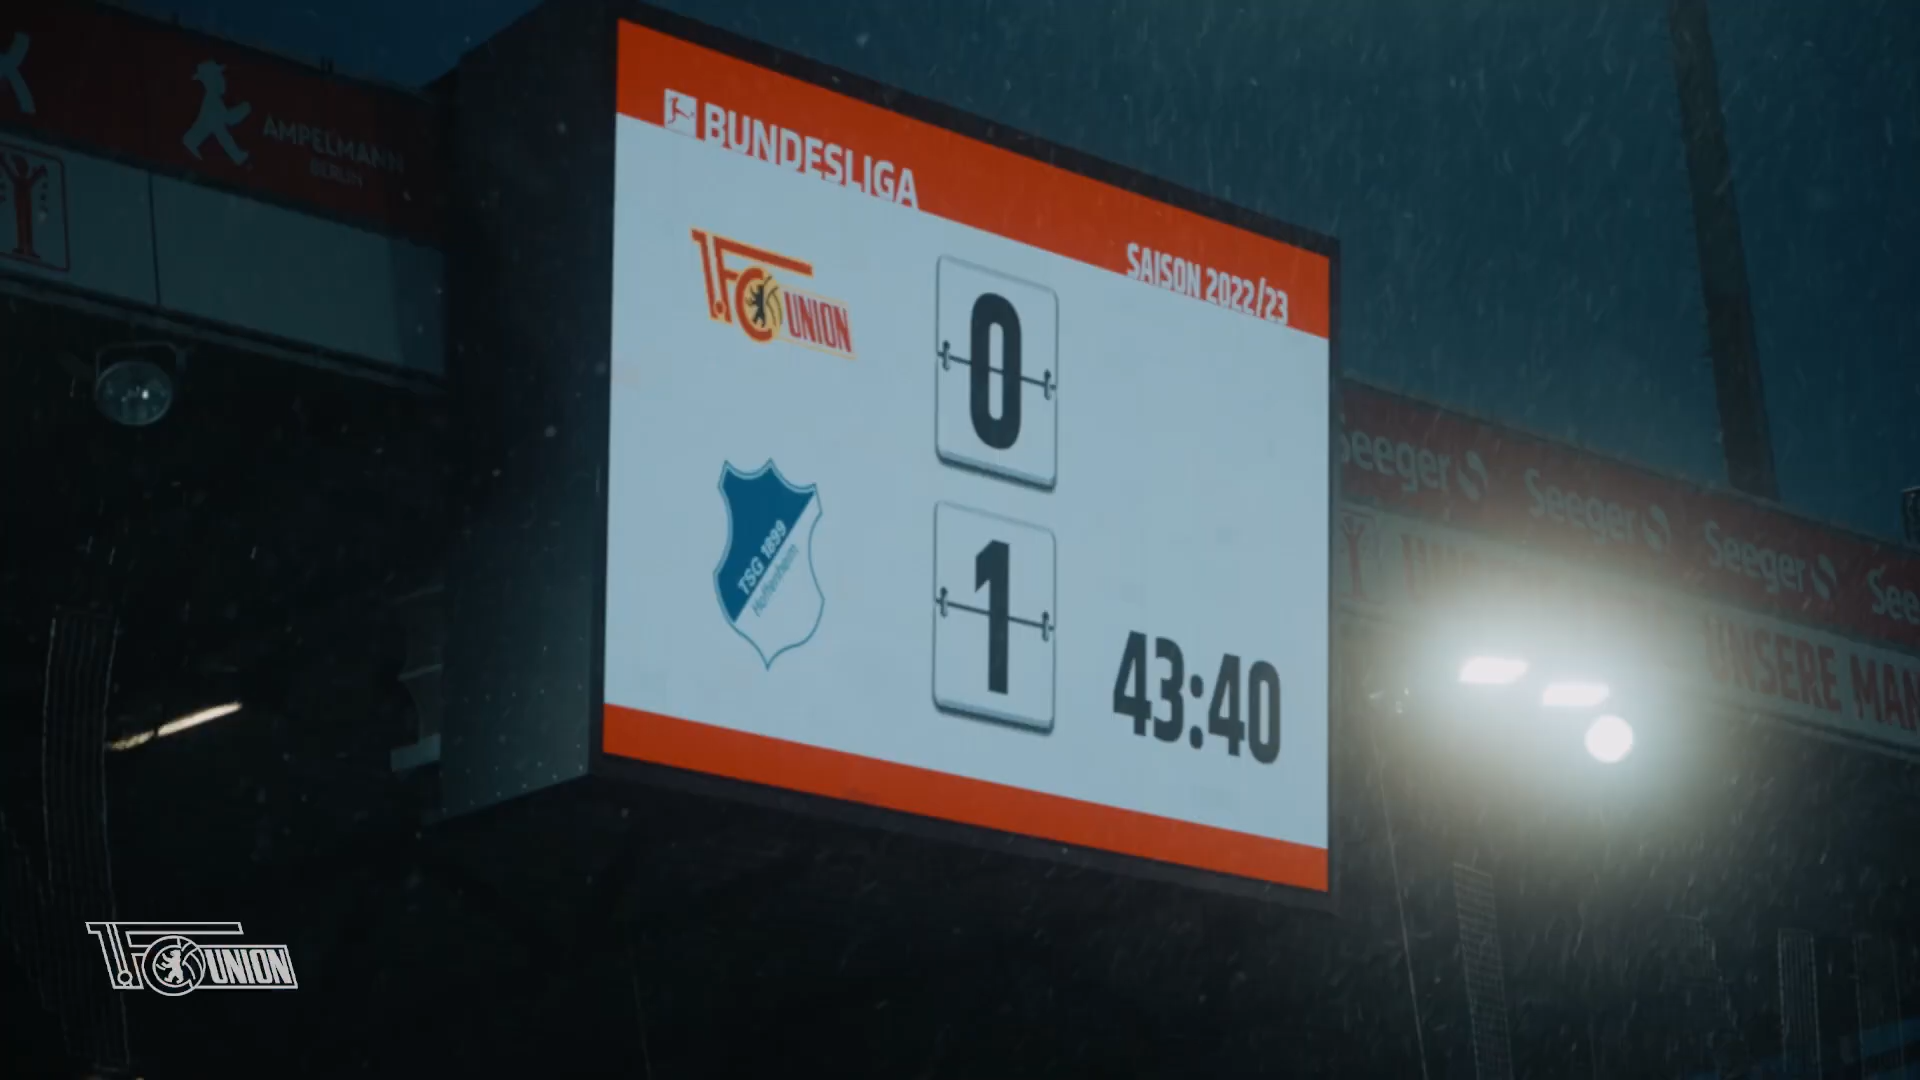 AMPELMANN
BERLIN
BUNDESLIGA
SAISON 2022/23
1.FC UNION
0
TSG 1899
Hoffenheim
1
43:40
Seeger Seeger Seeger
UNSERE
1.FC UNION